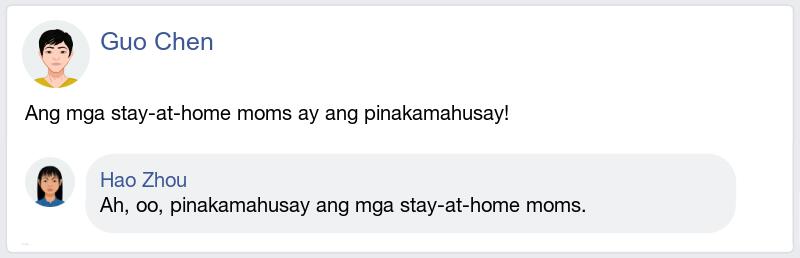 Guo Chen
Ang mga stay-at-home moms ay ang pinakamahusay!
Hao Zhou
Ah, oo, pinakamahusay ang mga stay-at-home moms.